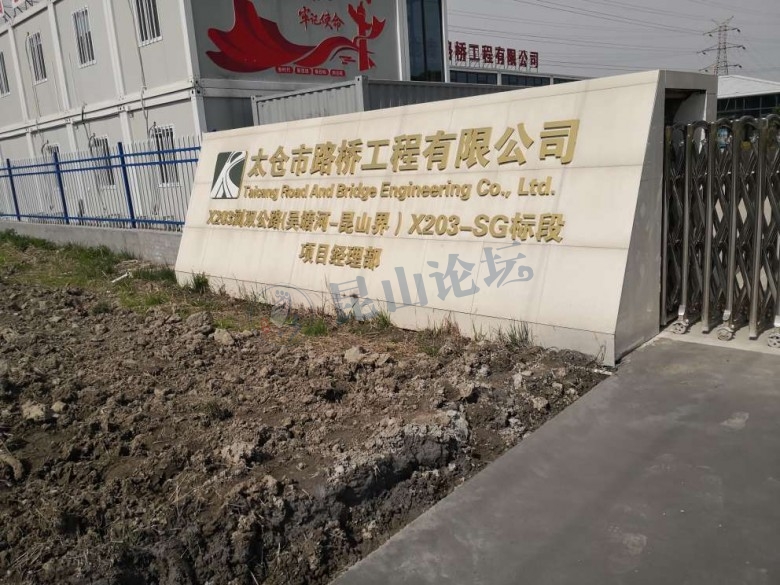 牢记使命
路桥工程有限公司
太仓市路桥工程有限公司
Taicang Road And Bridge Engineering Co., Ltd.
X203浏双公路(吴塘河-昆山界) X203-SG标段
项目经理部
昆山论坛